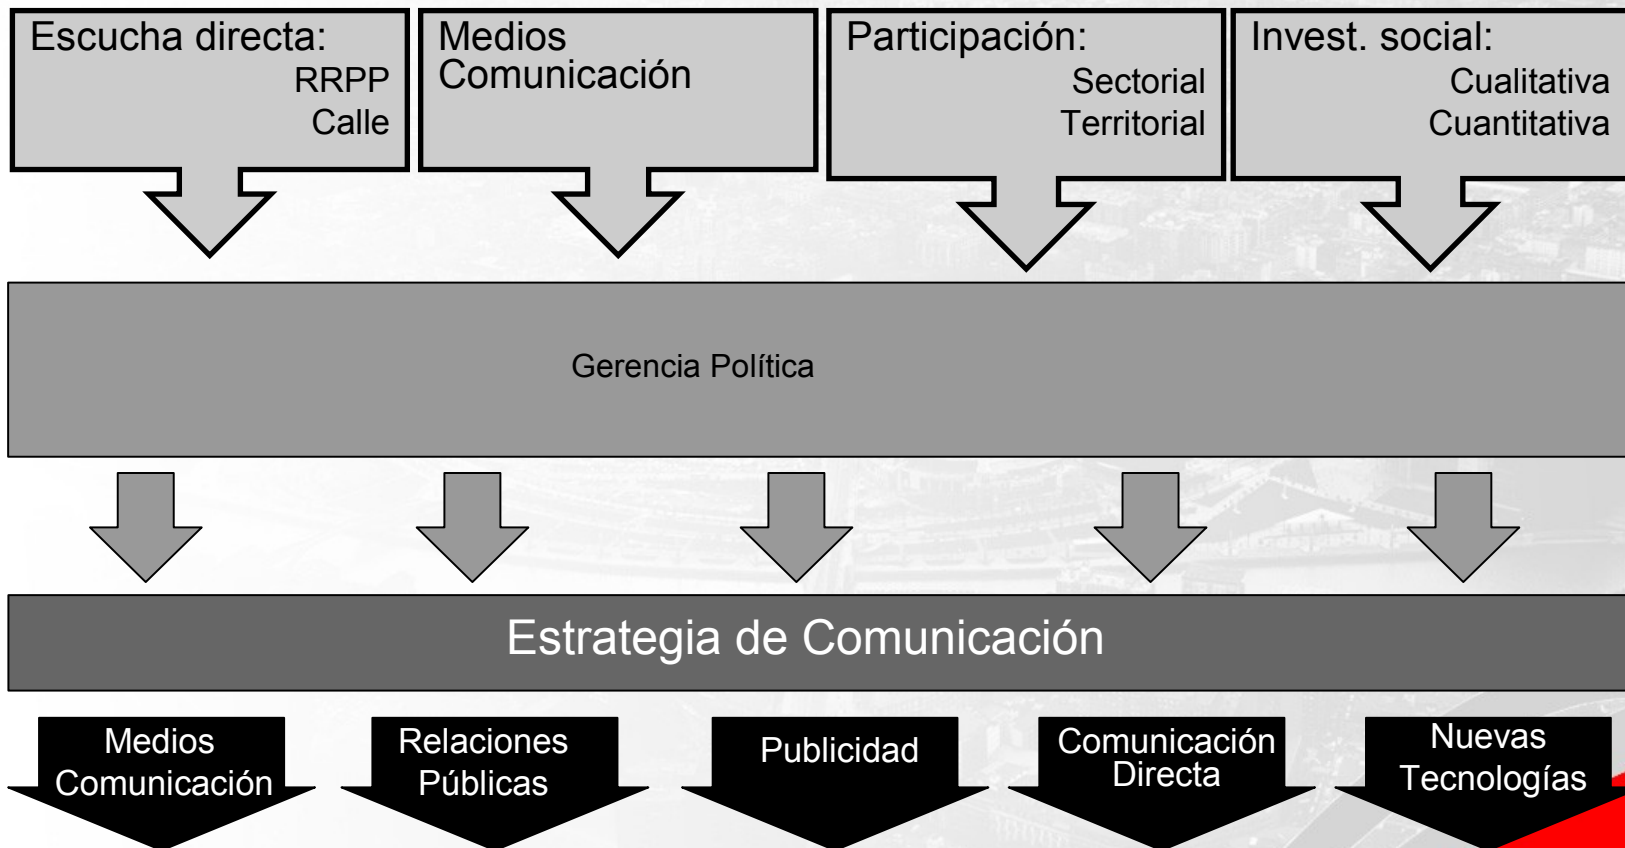 Escucha directa:
RRPP
Calle
Medios
Comunicación
Participación:
Sectorial
Territorial
Invest. social:
Cualitativa
Cuantitativa
Gerencia Política
Estrategia de Comunicación
Medios
Comunicación
Relaciones
Públicas
Publicidad
Comunicación
Directa
Nuevas
Tecnologías